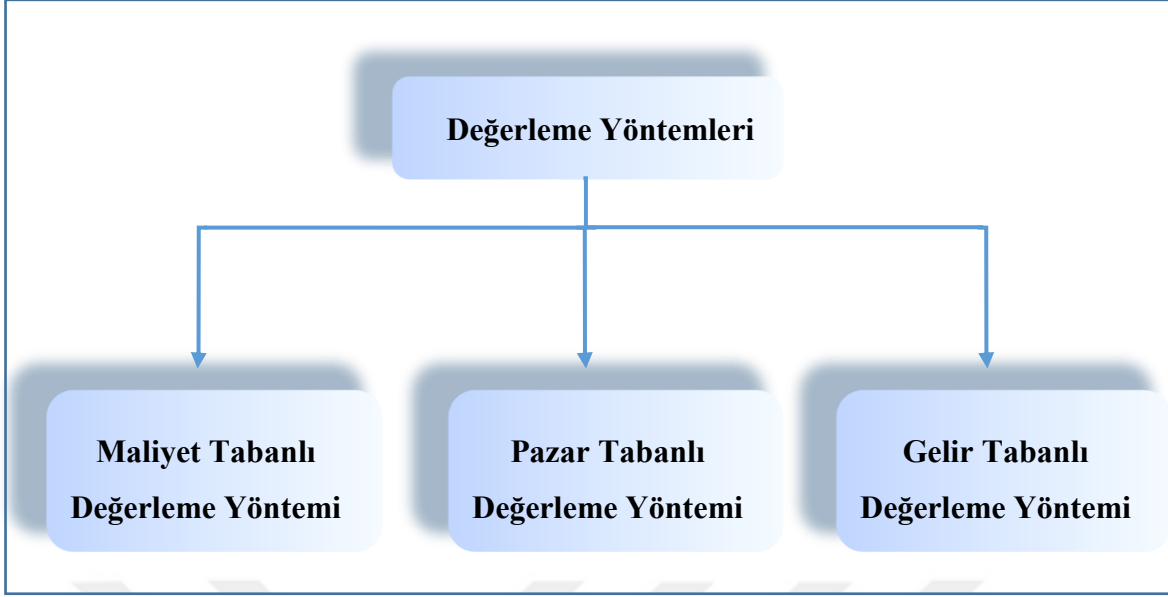 Değerleme Yöntemleri
Maliyet Tabanlı
Değerleme Yöntemi
Pazar Tabanlı
Değerleme Yöntemi
Gelir Tabanlı
Değerleme Yöntemi